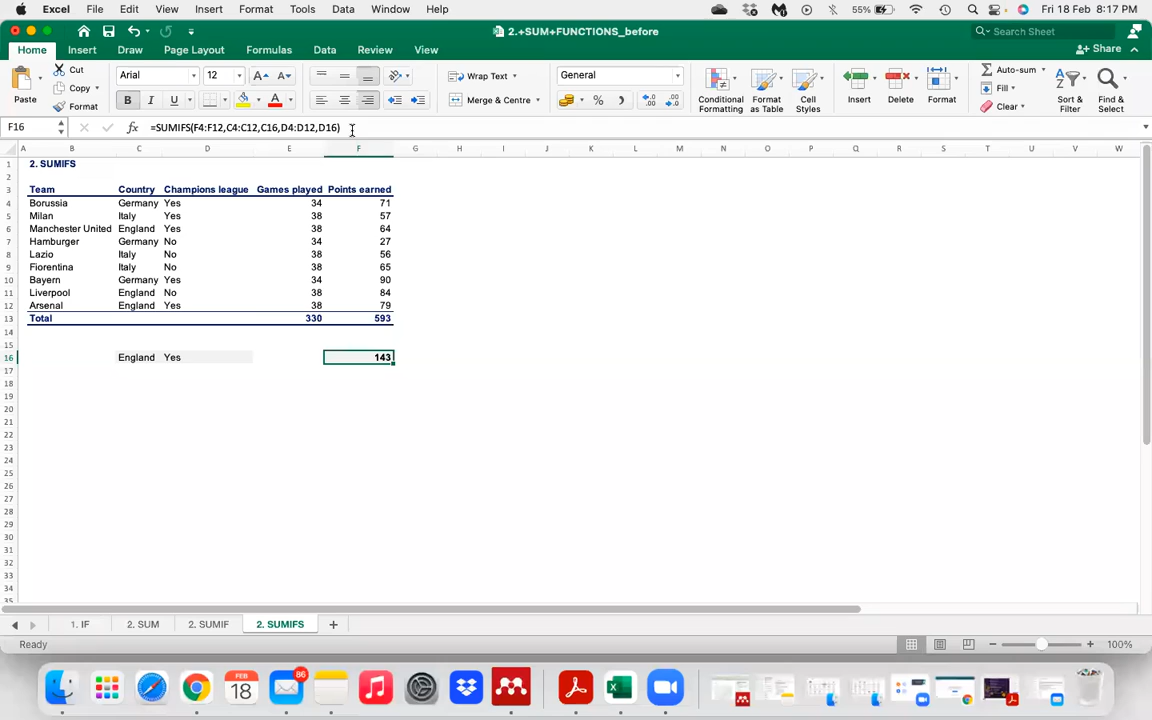 Excel File Edit View Insert Format Tools Data Window Help 55% Fri 18 Feb 8:17 PM
2.+SUM+FUNCTIONS_before Search Sheet
Home Insert Draw Page Layout Formulas Data Review View Share
Paste Cut Copy Format Arial 12 Wrap Text Merge & Centre General Conditional Formatting Format as Table Cell Styles Insert Delete Format Auto-sum Fill Clear Sort & Filter Find & Select
F16 fx =SUMIFS(F4:F12,C4:C12,C16,D4:D12,D16)
A B C D E F G H I J K L M N O P Q R S T U V W
1 2. SUMIFS
2
3 Team Country Champions league Games played Points earned
4 Borussia Germany Yes 34 71
5 Milan Italy Yes 38 57
6 Manchester United England Yes 38 64
7 Hamburger Germany No 34 27
8 Lazio Italy No 38 56
9 Fiorentina Italy No 38 65
10 Bayern Germany Yes 34 90
11 Liverpool England No 38 84
12 Arsenal England Yes 38 79
13 Total 330 593
14
15
16 England Yes 143
17
18
19
20
21
22
23
24
25
26
27
28
29
30
31
32
33
34
35
1. IF 2. SUM 2. SUMIF 2. SUMIFS
Ready 100%
FEB 18 86